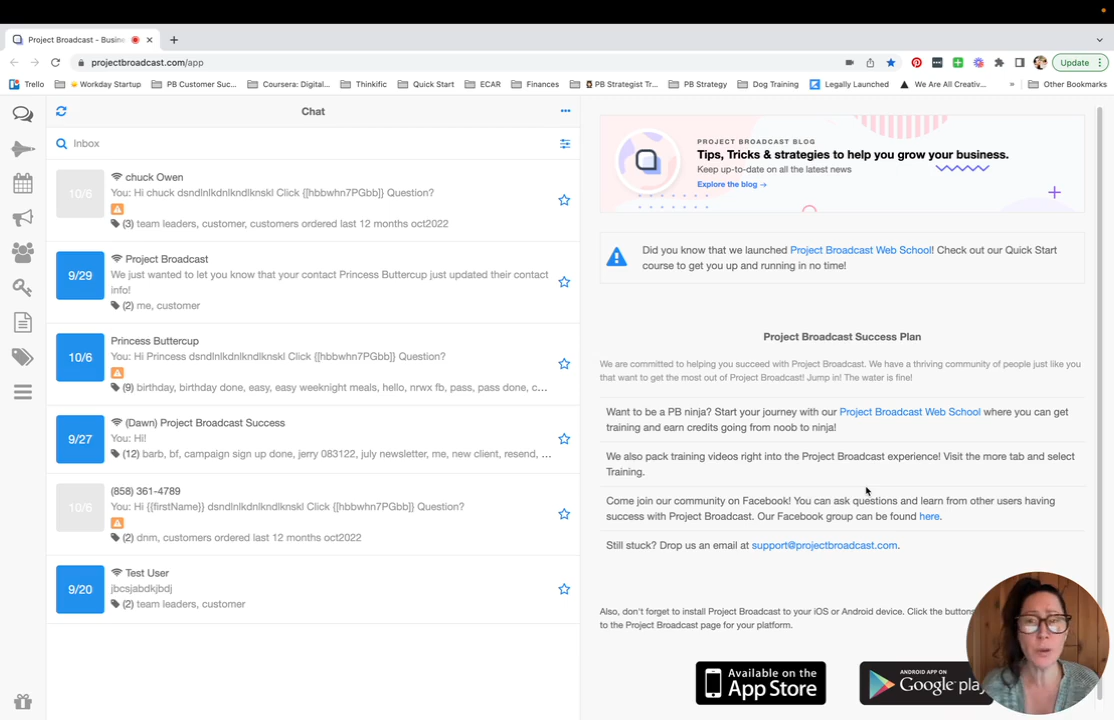 Project Broadcast - Busin
projectbroadcast.com/app
Update
Trello
Workday Startup
PB Customer Suc...
Coursera: Digital...
Thinkific
Quick Start
ECAR
Finances
PB Strategist Tr...
PB Strategy
Dog Training
Legally Launched
We Are All Creativ...
»
Other Bookmarks
Chat
Inbox
10/6
chuck Owen
You: Hi chuck dsndlnlkdnlkndlknskl Click {[hbbwhn7PGbb} Question?
(3) team leaders, customer, customers ordered last 12 months oct2022
9/29
Project Broadcast
We just wanted to let you know that your contact Princess Buttercup just updated their contact
info!
(2) me, customer
10/6
Princess Buttercup
You: Hi Princess dsndlnlkdnlkndlknskl Click {[hbbwhn7PGbb} Question?
(9) birthday, birthday done, easy, easy weeknight meals, hello, nrwx fb, pass, pass done, c...
9/27
(Dawn) Project Broadcast Success
You: Hi!
(12) barb, bf, campaign sign up done, jerry 083122, july newsletter, me, new client, resend, ...
10/6
(858) 361-4789
You: Hi {{firstName}} dsndlnlkdnlkndlknskl Click {[hbbwhn7PGbb} Question?
(2) dnm, customers ordered last 12 months oct2022
9/20
Test User
jbcsjabdkjbdj
(2) team leaders, customer
PROJECT BROADCAST BLOG
Tips, Tricks & strategies to help you grow your business.
Keep up-to-date on all the latest news
Explore the blog →
Did you know that we launched Project Broadcast Web School! Check out our Quick Start
course to get you up and running in no time!
Project Broadcast Success Plan
We are committed to helping you succeed with Project Broadcast. We have a thriving community of people just like you
that want to get the most out of Project Broadcast! Jump in! The water is fine!
Want to be a PB ninja? Start your journey with our Project Broadcast Web School where you can get
training and earn credits going from noob to ninja!
We also pack training videos right into the Project Broadcast experience! Visit the more tab and select
Training.
Come join our community on Facebook! You can ask questions and learn from other users having
success with Project Broadcast. Our Facebook group can be found here.
Still stuck? Drop us an email at support@projectbroadcast.com.
Also, don't forget to install Project Broadcast to your iOS or Android device. Click the buttons
to the Project Broadcast page for your platform.
Available on the
App Store
ANDROID APP ON
Google play